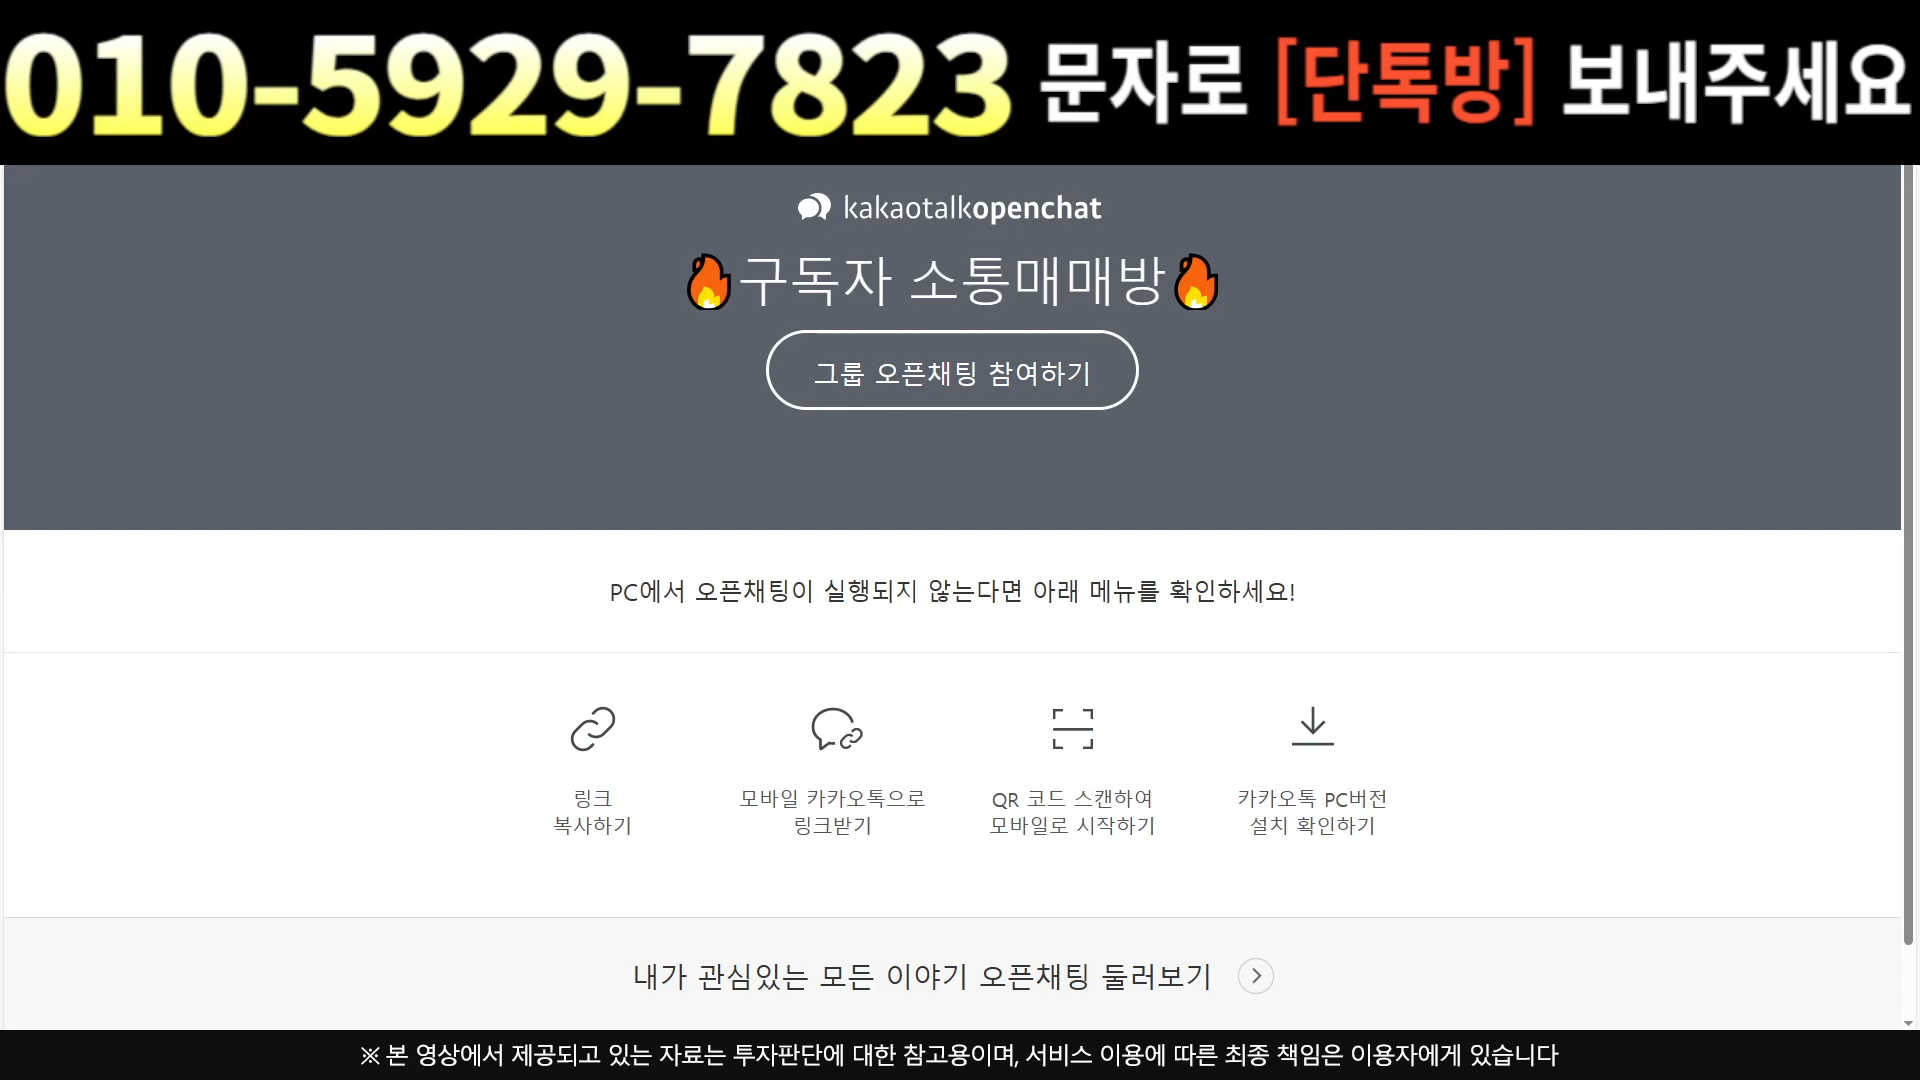 010-5929-7823 문자로 [단톡방] 보내주세요
kakaotalkopenchat
🔥구독자 소통매매방🔥
그룹 오픈채팅 참여하기
PC에서 오픈채팅이 실행되지 않는다면 아래 메뉴를 확인하세요!
링크
복사하기
모바일 카카오톡으로
링크받기
QR 코드 스캔하여
모바일로 시작하기
카카오톡 PC버전
설치 확인하기
내가 관심있는 모든 이야기 오픈채팅 둘러보기
※ 본 영상에서 제공되고 있는 자료는 투자판단에 대한 참고용이며, 서비스 이용에 따른 최종 책임은 이용자에게 있습니다